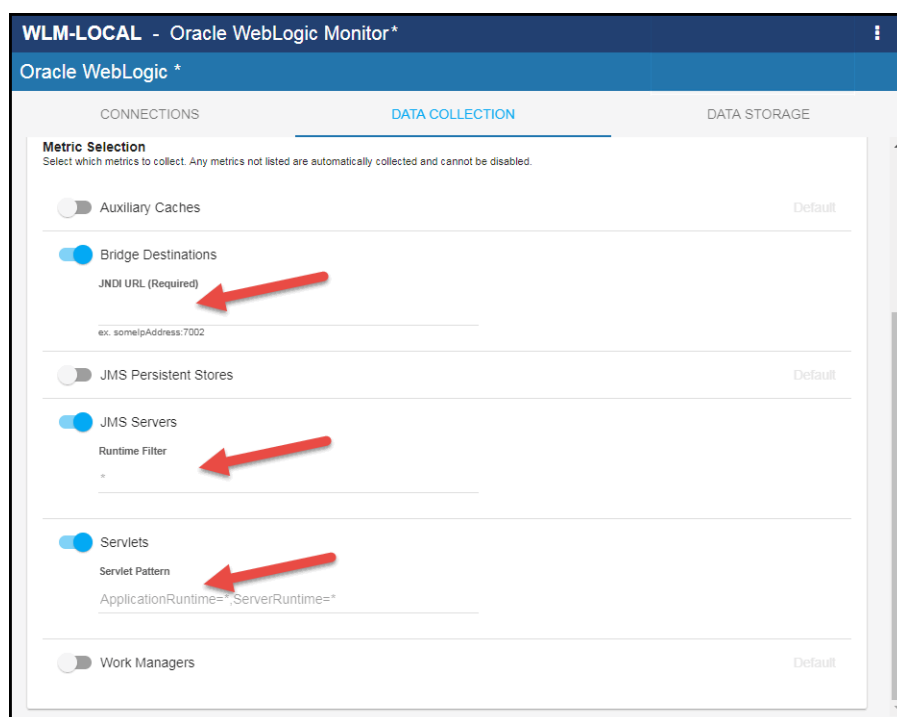 WLM-LOCAL - Oracle WebLogic Monitor*
Oracle WebLogic *
CONNECTIONS DATA COLLECTION DATA STORAGE
Metric Selection
Select which metrics to collect. Any metrics not listed are automatically collected and cannot be disabled.
Auxiliary Caches Default
Bridge Destinations
JNDI URL (Required)
ex. someIpAddress:7002
JMS Persistent Stores Default
JMS Servers
Runtime Filter
*
Servlets
Servlet Pattern
ApplicationRuntime=*,ServerRuntime=*
Work Managers Default